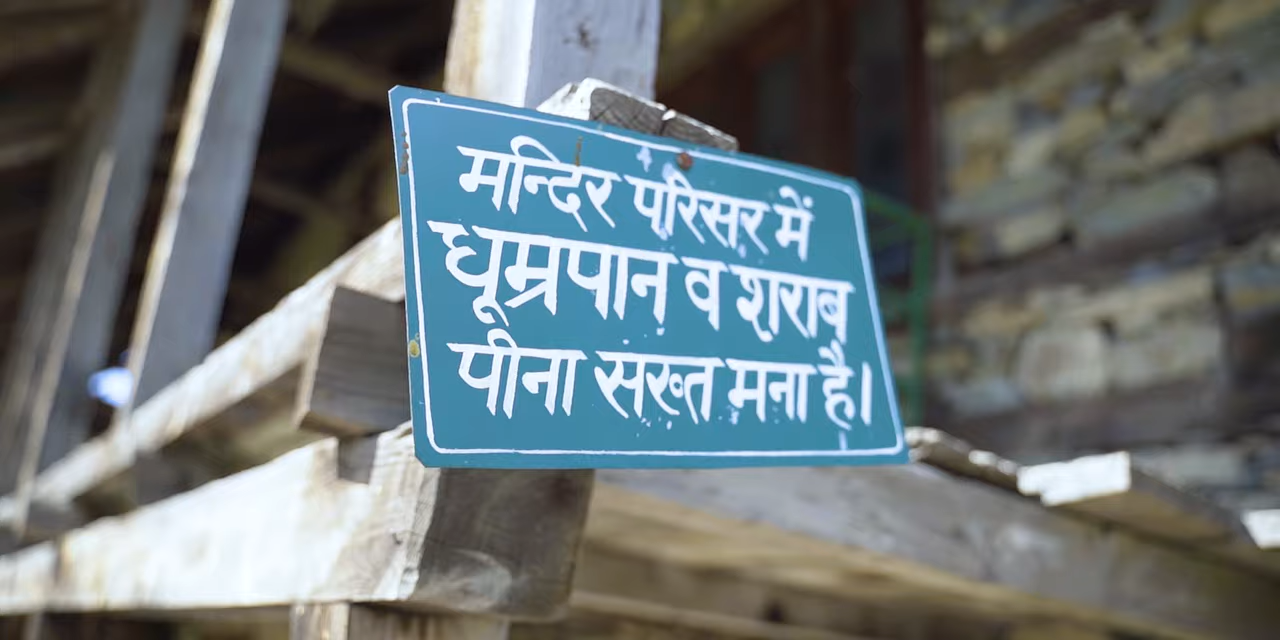 मन्दिर परिसर में
धूम्रपान व शराब
पीना सख्त मना है।